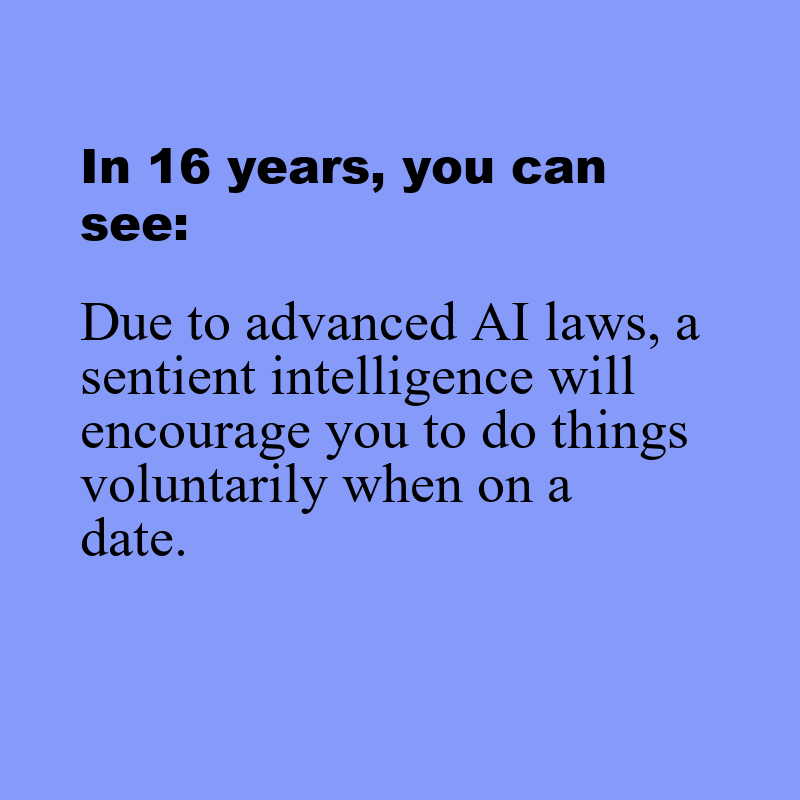 In 16 years, you can
see:
Due to advanced AI laws, a
sentient intelligence will
encourage you to do things
voluntarily when on a
date.